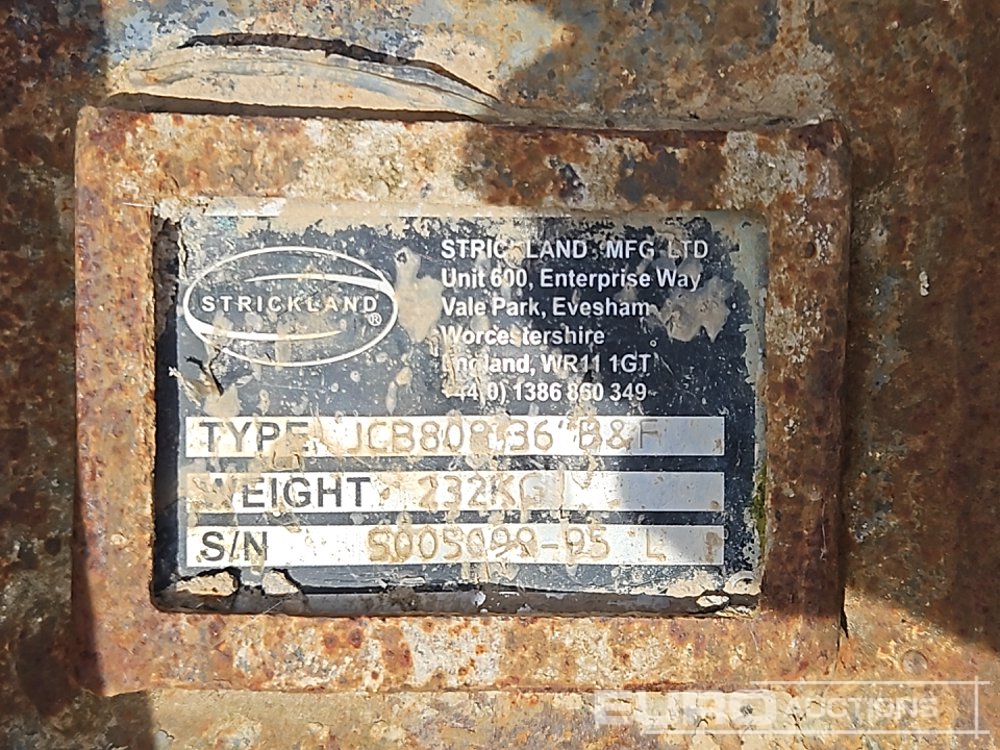 STRICKLAND®
STRICKLAND MFG LTD
Unit 600, Enterprise Way
Vale Park, Evesham
Worcestershire
England, WR11 1GT
+44(0) 1386 860 349
TYPE JCB808 36 B&F
WEIGHT 232KG
S/N
EURO AUCTIONS